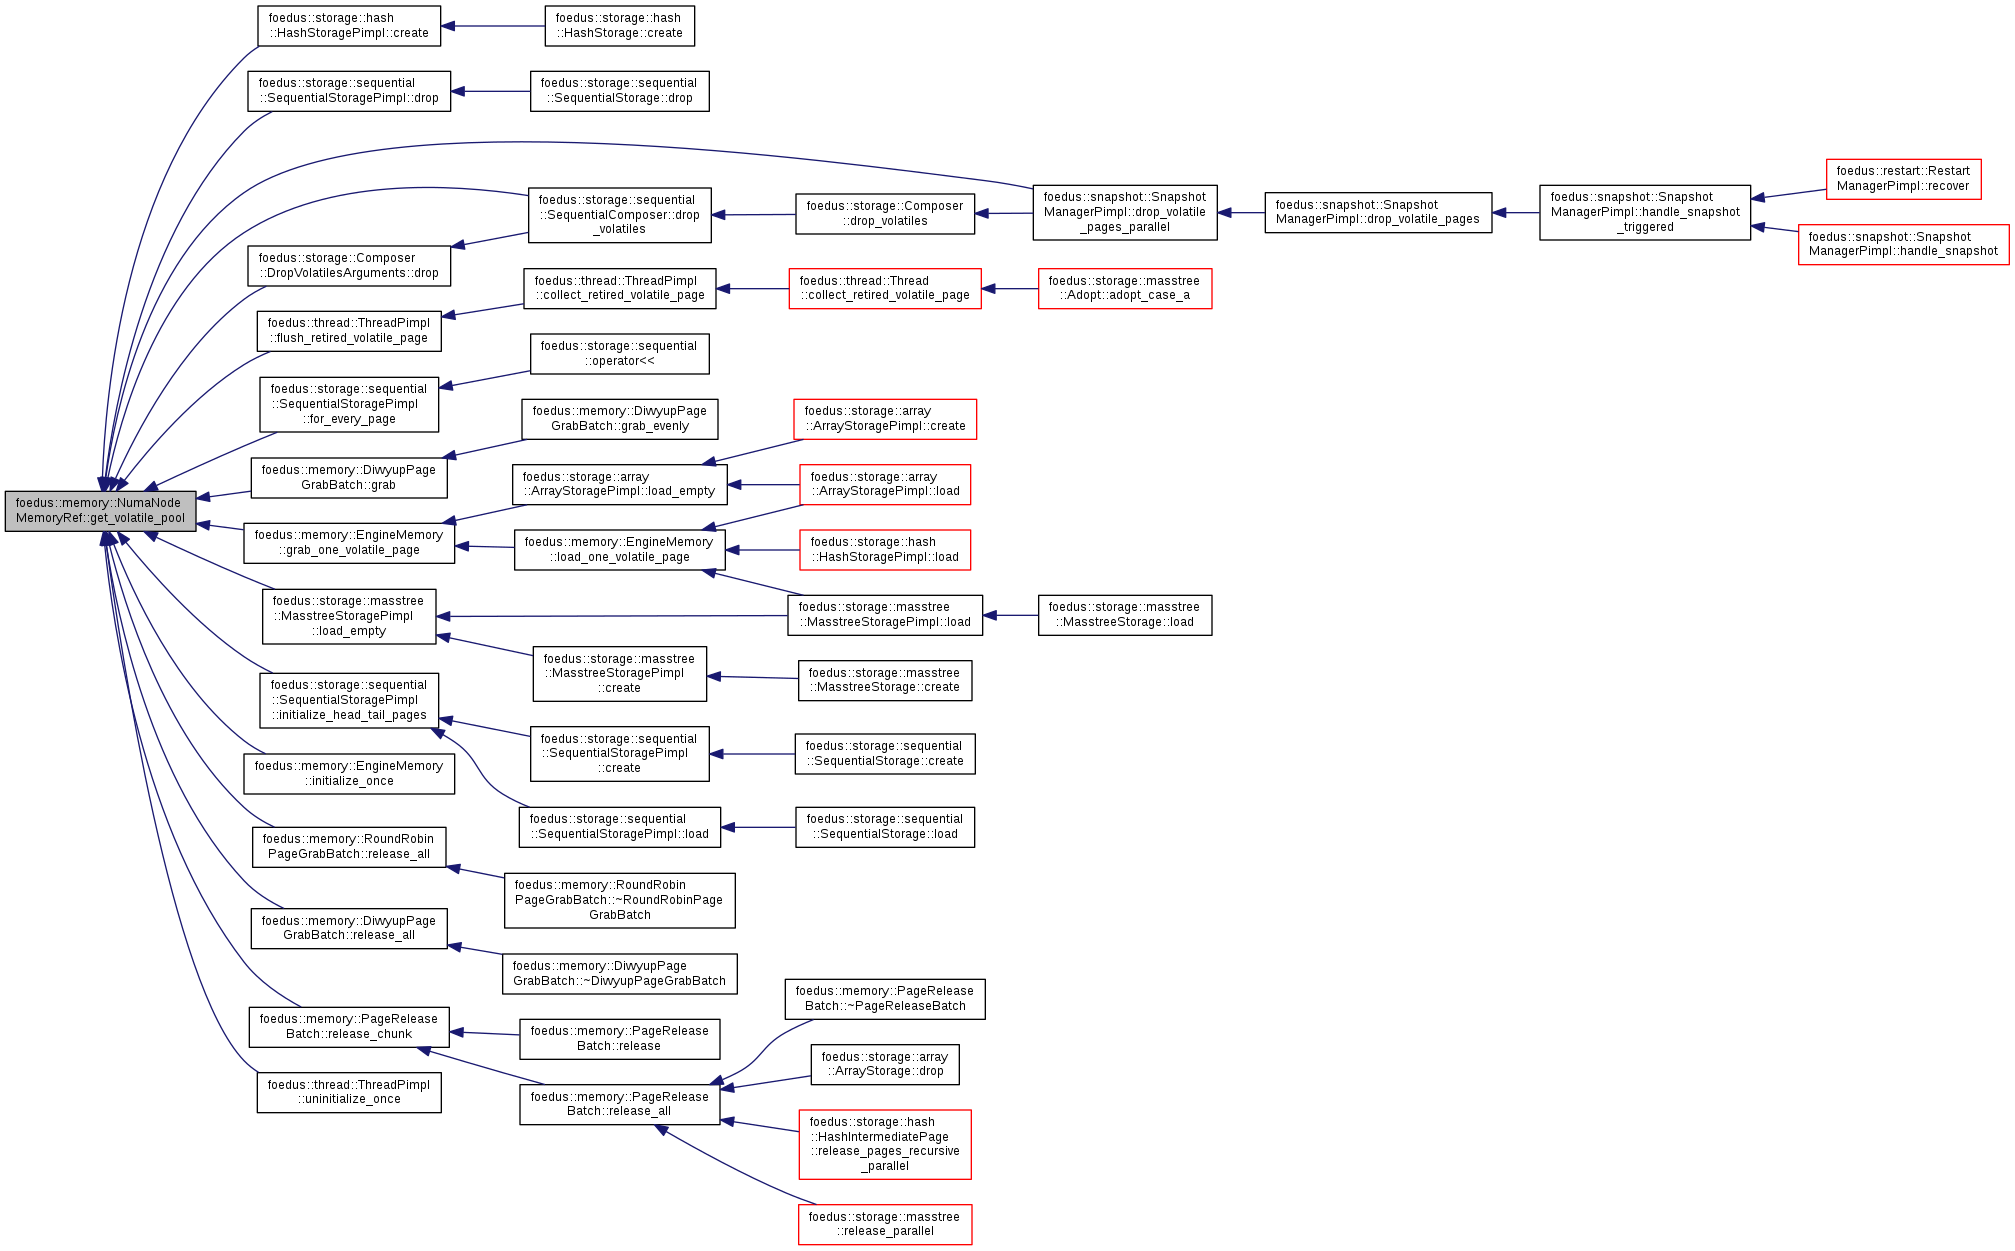 foedus::storage::hash
::HashStoragePimpl::create
foedus::storage::hash
::HashStorage::create
foedus::storage::sequential
::SequentialStoragePimpl::drop
foedus::storage::sequential
::SequentialStorage::drop
foedus::storage::sequential
::SequentialComposer::drop
_volatiles
foedus::storage::Composer
::drop_volatiles
foedus::snapshot::Snapshot
ManagerPimpl::drop_volatile
_pages_parallel
foedus::snapshot::Snapshot
ManagerPimpl::drop_volatile_pages
foedus::snapshot::Snapshot
ManagerPimpl::handle_snapshot
_triggered
foedus::restart::Restart
ManagerPimpl::recover
foedus::snapshot::Snapshot
ManagerPimpl::handle_snapshot
foedus::storage::Composer
::DropVolatilesArguments::drop
foedus::thread::ThreadPimpl
::collect_retired_volatile_page
foedus::thread::Thread
::collect_retired_volatile_page
foedus::storage::masstree
::Adopt::adopt_case_a
foedus::thread::ThreadPimpl
::flush_retired_volatile_page
foedus::storage::sequential
::operator<<
foedus::storage::sequential
::SequentialStoragePimpl
::for_every_page
foedus::memory::DivvyupPage
GrabBatch::grab_evenly
foedus::storage::array
::ArrayStoragePimpl::create
foedus::memory::DivvyupPage
GrabBatch::grab
foedus::storage::array
::ArrayStoragePimpl::load_empty
foedus::storage::array
::ArrayStoragePimpl::load
foedus::memory::NumaNode
MemoryRef::get_volatile_pool
foedus::memory::EngineMemory
::grab_one_volatile_page
foedus::memory::EngineMemory
::load_one_volatile_page
foedus::storage::hash
::HashStoragePimpl::load
foedus::storage::masstree
::MasstreeStoragePimpl
::load_empty
foedus::storage::masstree
::MasstreeStoragePimpl::load
foedus::storage::masstree
::MasstreeStorage::load
foedus::storage::masstree
::MasstreeStoragePimpl
::create
foedus::storage::masstree
::MasstreeStorage::create
foedus::storage::sequential
::SequentialStoragePimpl
::initialize_head_tail_pages
foedus::storage::sequential
::SequentialStoragePimpl
::create
foedus::storage::sequential
::SequentialStorage::create
foedus::memory::EngineMemory
::initialize_once
foedus::storage::sequential
::SequentialStoragePimpl::load
foedus::storage::sequential
::SequentialStorage::load
foedus::memory::RoundRobin
PageGrabBatch::release_all
foedus::memory::RoundRobin
PageGrabBatch::~RoundRobinPage
GrabBatch
foedus::memory::DivvyupPage
GrabBatch::release_all
foedus::memory::DivvyupPage
GrabBatch::~DivvyupPageGrabBatch
foedus::memory::PageRelease
Batch::~PageReleaseBatch
foedus::memory::PageRelease
Batch::release_chunk
foedus::memory::PageRelease
Batch::release
foedus::storage::array
::ArrayStorage::drop
foedus::thread::ThreadPimpl
::uninitialize_once
foedus::memory::PageRelease
Batch::release_all
foedus::storage::hash
::HashIntermediatePage
::release_pages_recursive
_parallel
foedus::storage::masstree
::release_parallel